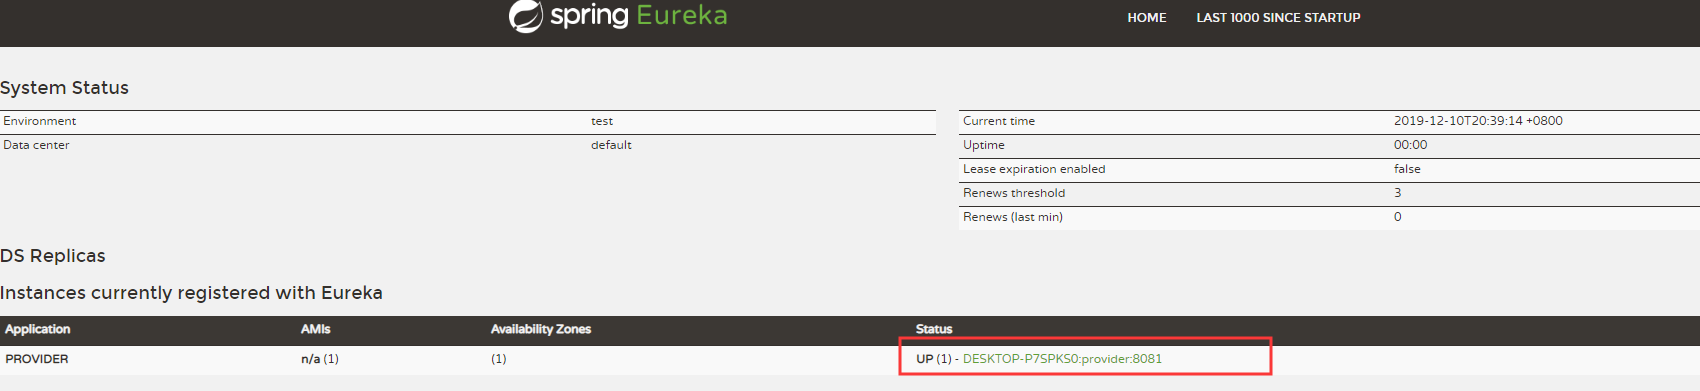 spring Eureka
HOME LAST 1000 SINCE STARTUP
System Status
Environment test
Data center default
Current time 2019-12-10T20:39:14 +0800
Uptime 00:00
Lease expiration enabled false
Renews threshold 3
Renews (last min) 0
DS Replicas
Instances currently registered with Eureka
Application AMIs Availability Zones Status
PROVIDER n/a (1) (1) UP (1) - DESKTOP-P7SPKS0:provider:8081